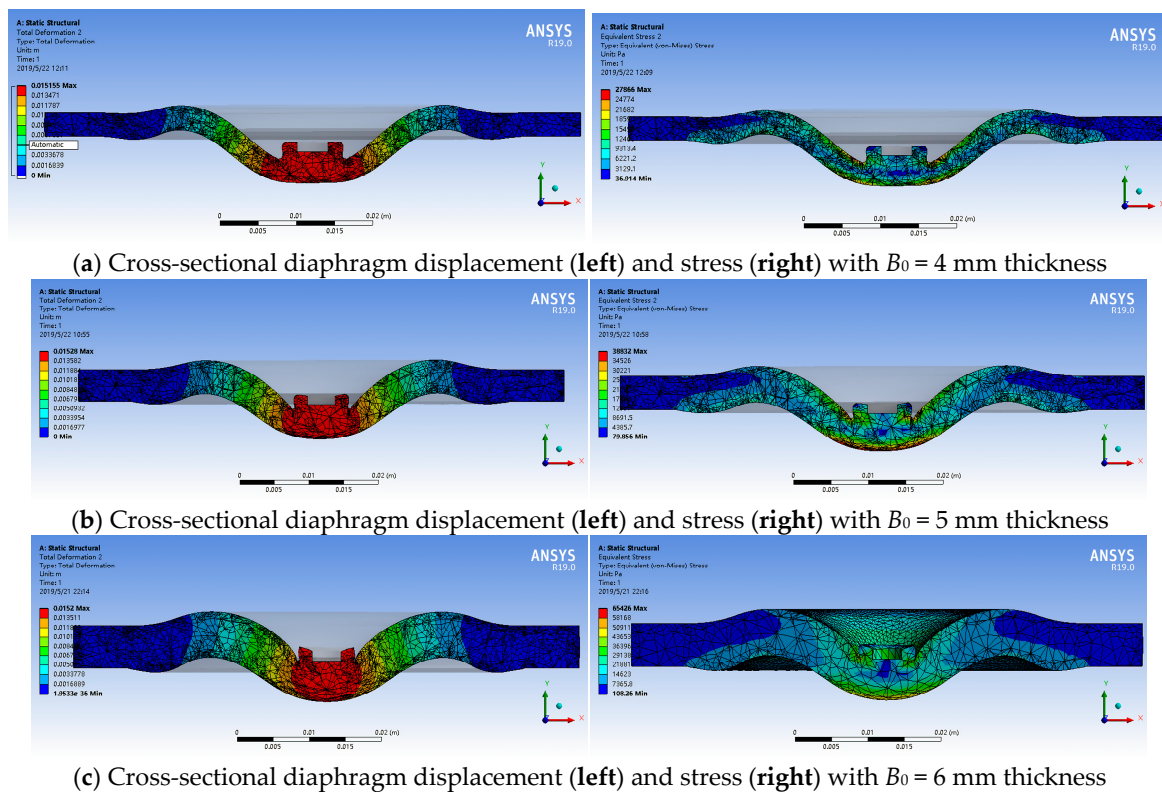 A: Static Structural
Total Deformation 2
Type: Total Deformation
Unit: m
Time: 1
2019/5/22 12:11
ANSYS
R19.0
0.015155 Max
0.013471
0.011787
Automatic
0.0033678
0.0016839
0 Min
Y
X
0
0.01
0.02 (m)
0.005
0.015
A: Static Structural
Equivalent Stress 2
Type: Equivalent (von-Mises) Stress
Unit: Pa
Time: 1
2019/5/22 12:09
ANSYS
R19.0
27866 Max
24774
21682
9313.4
6221.2
3129.1
36.914 Min
Y
X
0
0.01
0.02 (m)
0.005
0.015
(a) Cross-sectional diaphragm displacement (left) and stress (right) with B0 = 4 mm thickness
A: Static Structural
Total Deformation 2
Type: Total Deformation
Unit: m
Time: 1
2019/5/22 10:55
ANSYS
R19.0
0.01528 Max
0.013582
0.0050932
0.0033954
0.0016977
0 Min
Y
X
0
0.01
0.02 (m)
0.005
0.015
A: Static Structural
Equivalent Stress 2
Type: Equivalent (von-Mises) Stress
Unit: Pa
Time: 1
2019/5/22 10:58
ANSYS
R19.0
38832 Max
34526
30221
8691.5
4385.7
79.856 Min
Y
X
0
0.01
0.02 (m)
0.005
0.015
(b) Cross-sectional diaphragm displacement (left) and stress (right) with B0 = 5 mm thickness
A: Static Structural
Total Deformation 2
Type: Total Deformation
Unit: m
Time: 1
2019/5/21 22:14
ANSYS
R19.0
0.0152 Max
0.013511
0.0033778
0.0016889
Y
X
0
0.01
0.02 (m)
0.005
0.015
A: Static Structural
Equivalent Stress
Type: Equivalent (von-Mises) Stress
Unit: Pa
Time: 1
2019/5/21 22:16
ANSYS
R19.0
65426 Max
58168
50911
43653
36396
29138
21881
14623
7365.8
108.26 Min
Y
X
0
0.01
0.02 (m)
0.005
0.015
(c) Cross-sectional diaphragm displacement (left) and stress (right) with B0 = 6 mm thickness